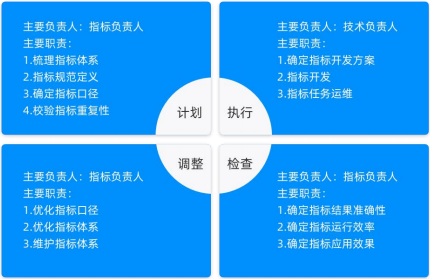 主要负责人：指标负责人
主要职责：
1.梳理指标体系
2.指标规范定义
3.确定指标口径
4.校验指标重复性
计划
主要负责人：技术负责人
主要职责：
1.确定指标开发方案
2.指标开发
3.指标任务运维
执行
调整
主要负责人：指标负责人
主要职责：
1.优化指标口径
2.优化指标体系
3.维护指标体系
检查
主要负责人：指标负责人
主要职责：
1.确定指标结果准确性
2.确定指标运行效率
3.确定指标应用效果